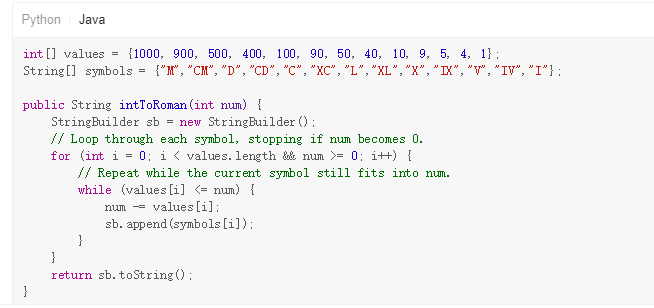 Python Java
int[] values = {1000, 900, 500, 400, 100, 90, 50, 40, 10, 9, 5, 4, 1};
String[] symbols = {"M","CM","D","CD","C","XC","L","XL","X","IX","V","IV","I"};
public String intToRoman(int num) {
StringBuilder sb = new StringBuilder();
// Loop through each symbol, stopping if num becomes 0.
for (int i = 0; i < values.length && num >= 0; i++) {
// Repeat while the current symbol still fits into num.
while (values[i] <= num) {
num -= values[i];
sb.append(symbols[i]);
}
}
return sb.toString();
}